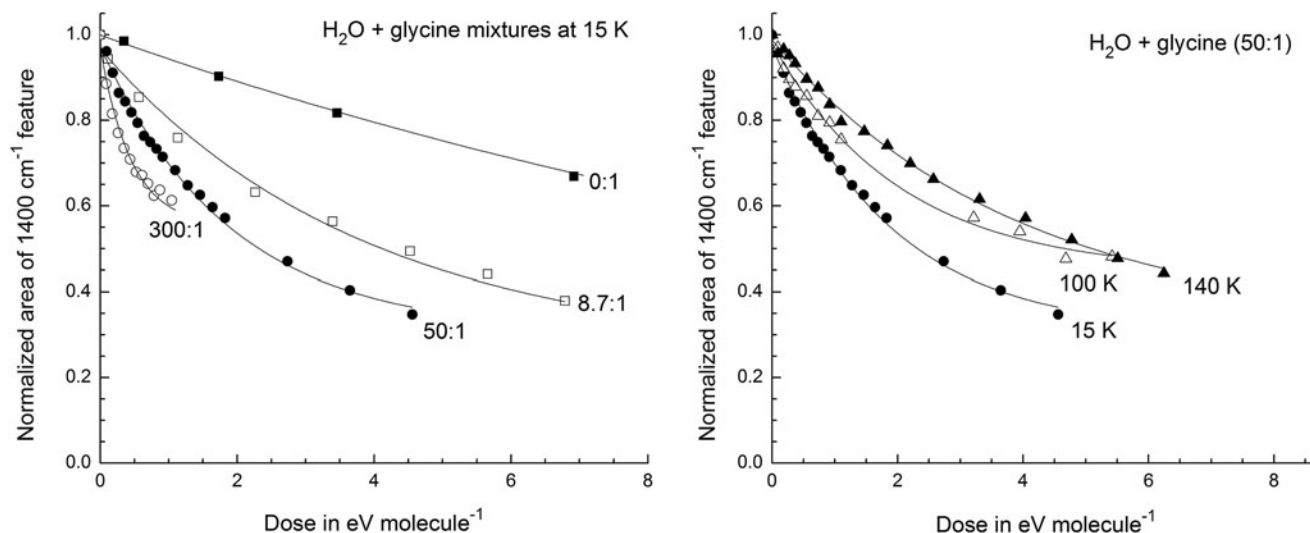 H₂O + glycine mixtures at 15 K
Normalized area of 1400 cm⁻¹ feature
1.0
0.8
0.6
0.4
0.2
0.0
0:1
300:1
8.7:1
50:1
0 2 4 6 8
Dose in eV molecule⁻¹
H₂O + glycine (50:1)
Normalized area of 1400 cm⁻¹ feature
1.0
0.8
0.6
0.4
0.2
0.0
100 K
140 K
15 K
0 2 4 6 8
Dose in eV molecule⁻¹